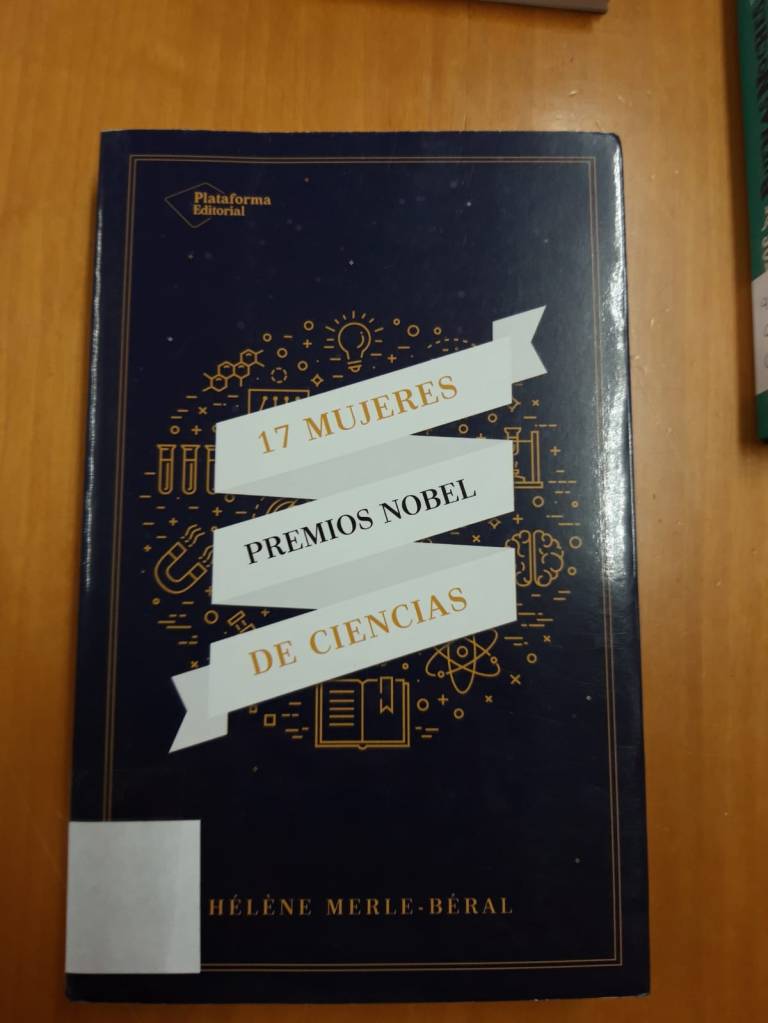 Plataforma
Editorial
17 MUJERES
PREMIOS NOBEL
DE CIENCIAS
HÉLÈNE MERLE-BÉRAL